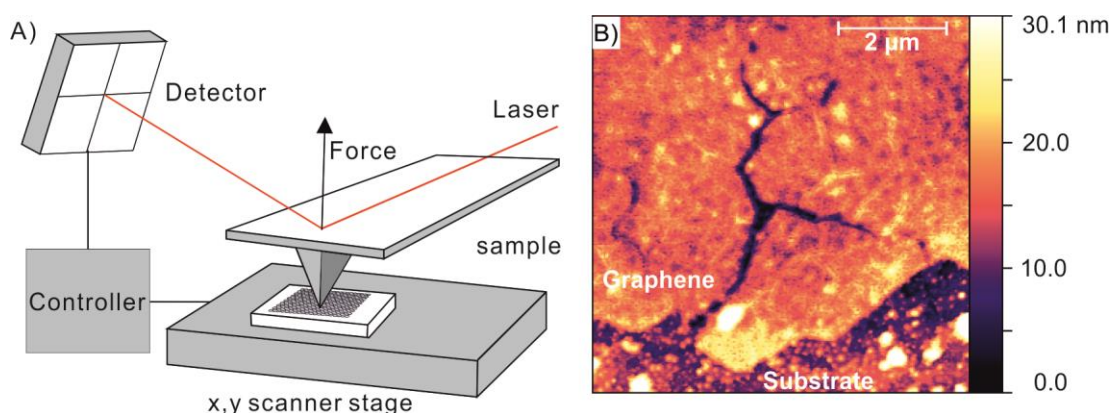 A)
Detector
Laser
Force
sample
Controller
x,y scanner stage
B)
2 µm
30.1 nm
20.0
10.0
0.0
Graphene
Substrate